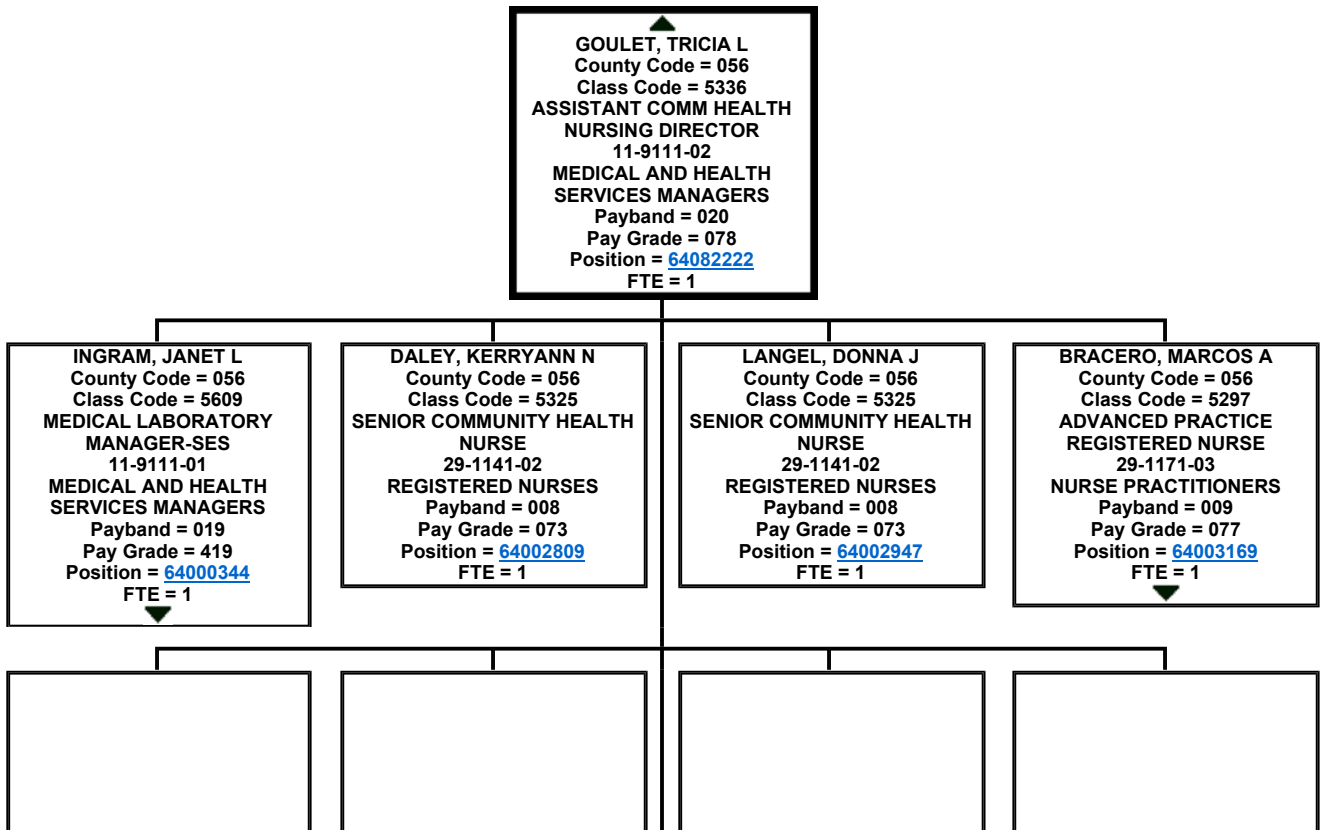 GOULET, TRICIA L
County Code = 056
Class Code = 5336
ASSISTANT COMM HEALTH
NURSING DIRECTOR
11-9111-02
MEDICAL AND HEALTH
SERVICES MANAGERS
Payband = 020
Pay Grade = 078
Position = 64082222
FTE = 1
INGRAM, JANET L
County Code = 056
Class Code = 5609
MEDICAL LABORATORY
MANAGER-SES
11-9111-01
MEDICAL AND HEALTH
SERVICES MANAGERS
Payband = 019
Pay Grade = 419
Position = 64000344
FTE = 1
DALEY, KERRYANN N
County Code = 056
Class Code = 5325
SENIOR COMMUNITY HEALTH
NURSE
29-1141-02
REGISTERED NURSES
Payband = 008
Pay Grade = 073
Position = 64002809
FTE = 1
LANGEL, DONNA J
County Code = 056
Class Code = 5325
SENIOR COMMUNITY HEALTH
NURSE
29-1141-02
REGISTERED NURSES
Payband = 008
Pay Grade = 073
Position = 64002947
FTE = 1
BRACERO, MARCOS A
County Code = 056
Class Code = 5297
ADVANCED PRACTICE
REGISTERED NURSE
29-1171-03
NURSE PRACTITIONERS
Payband = 009
Pay Grade = 077
Position = 64003169
FTE = 1